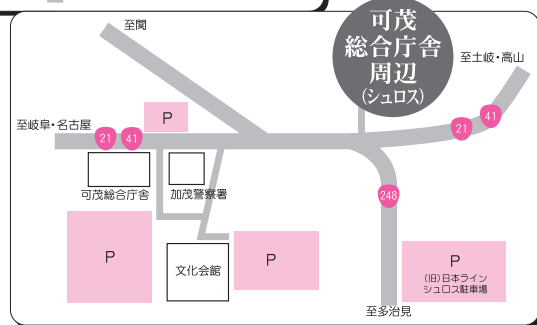 可茂
総合庁舎
周辺
(シュロス)
至関
至土岐・高山
至岐阜・名古屋
P
21
41
21
41
可茂総合庁舎
加茂警察署
248
P
文化会館
P
P
(旧)日本ライン
シュロス駐車場
至多治見